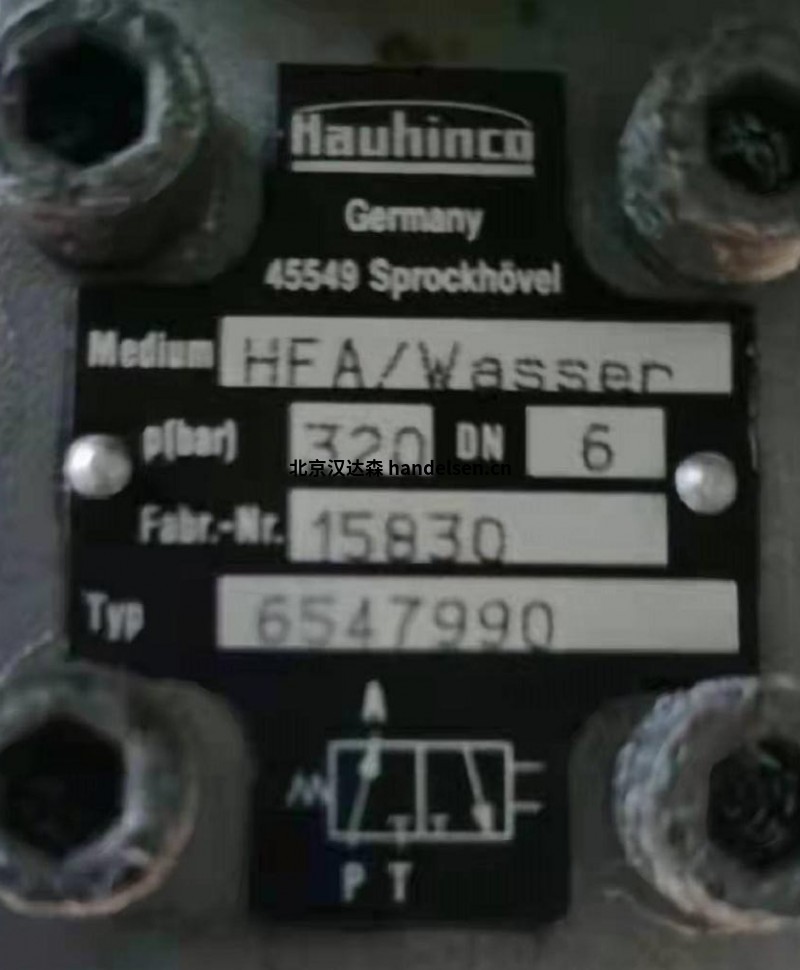 Hauhinco
Germany
45549 Sprockhövel
Medium HFA/Wasser
p(bar) 320 DN 6
北京汉达森 handelsen.cn
Fabr.-Nr. 15830
Typ 6547990
A
P T